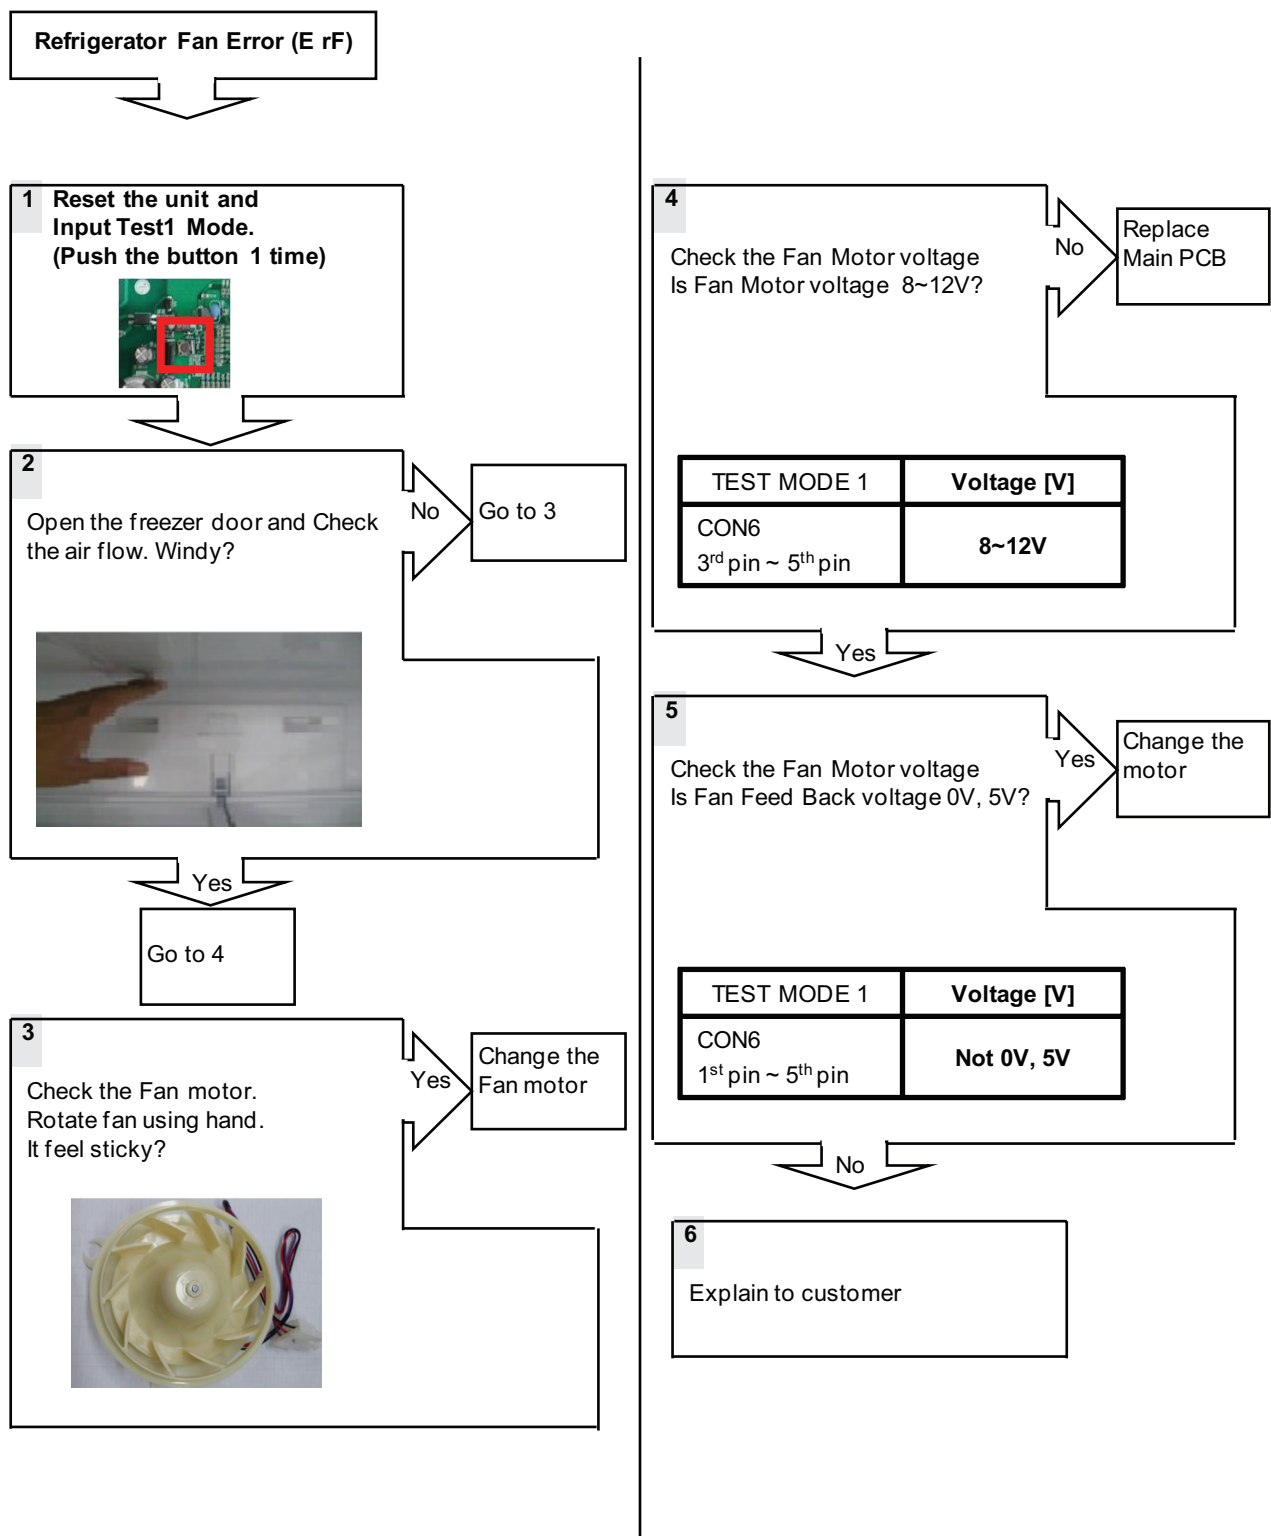 Refrigerator Fan Error (E rF)
1 Reset the unit and
Input Test1 Mode.
(Push the button 1 time)
2
Open the freezer door and Check
the air flow. Windy?
No
Go to 3
Yes
Go to 4
3
Check the Fan motor.
Rotate fan using hand.
It feel sticky?
Yes
Change the
Fan motor
4
Check the Fan Motor voltage
Is Fan Motor voltage 8~12V?
No
Replace
Main PCB
TEST MODE 1 Voltage [V]
CON6
3rd pin ~ 5th pin
8~12V
Yes
5
Check the Fan Motor voltage
Is Fan Feed Back voltage 0V, 5V?
Yes
Change the
motor
TEST MODE 1 Voltage [V]
CON6
1st pin ~ 5th pin
Not 0V, 5V
No
6
Explain to customer